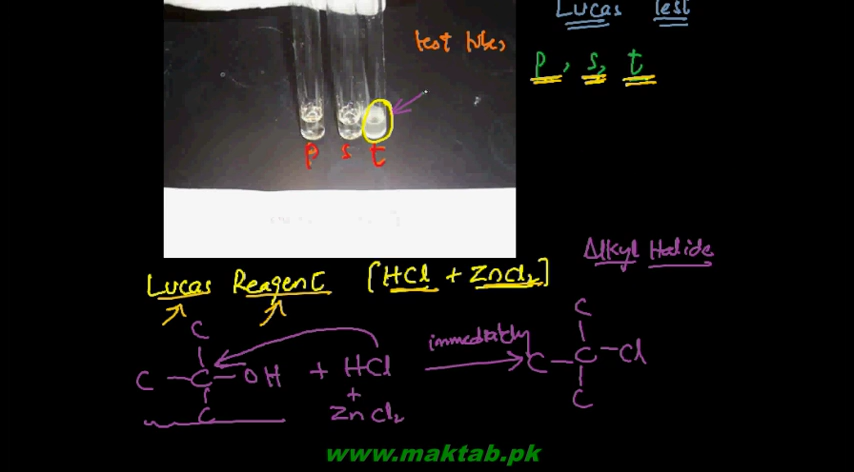 Lucas Test
test tubes
p, s, t
p s t
Alkyl Halide
Lucas Reagent [HCl + ZnCl₂]
C
C
C — C — OH + HCl immediately C — C — Cl
C + ZnCl₂ C
www.maktab.pk